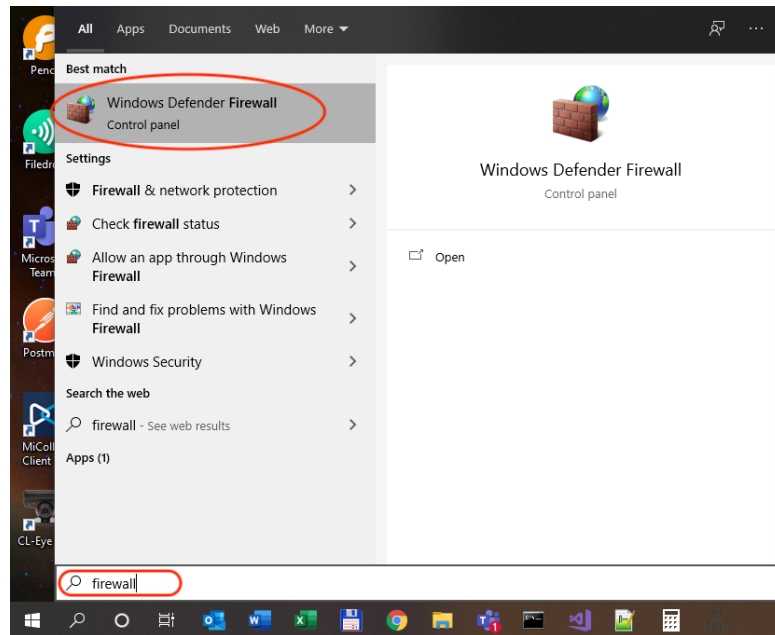 All Apps Documents Web More
Best match
Windows Defender Firewall
Control panel
Settings
Firewall & network protection
Check firewall status
Allow an app through Windows
Firewall
Find and fix problems with Windows
Firewall
Windows Security
Search the web
firewall - See web results
Apps (1)
firewall
Windows Defender Firewall
Control panel
Open
Penc
Filedr
Micros
Team
Postm
MiColl
Client
CL-Eye
1